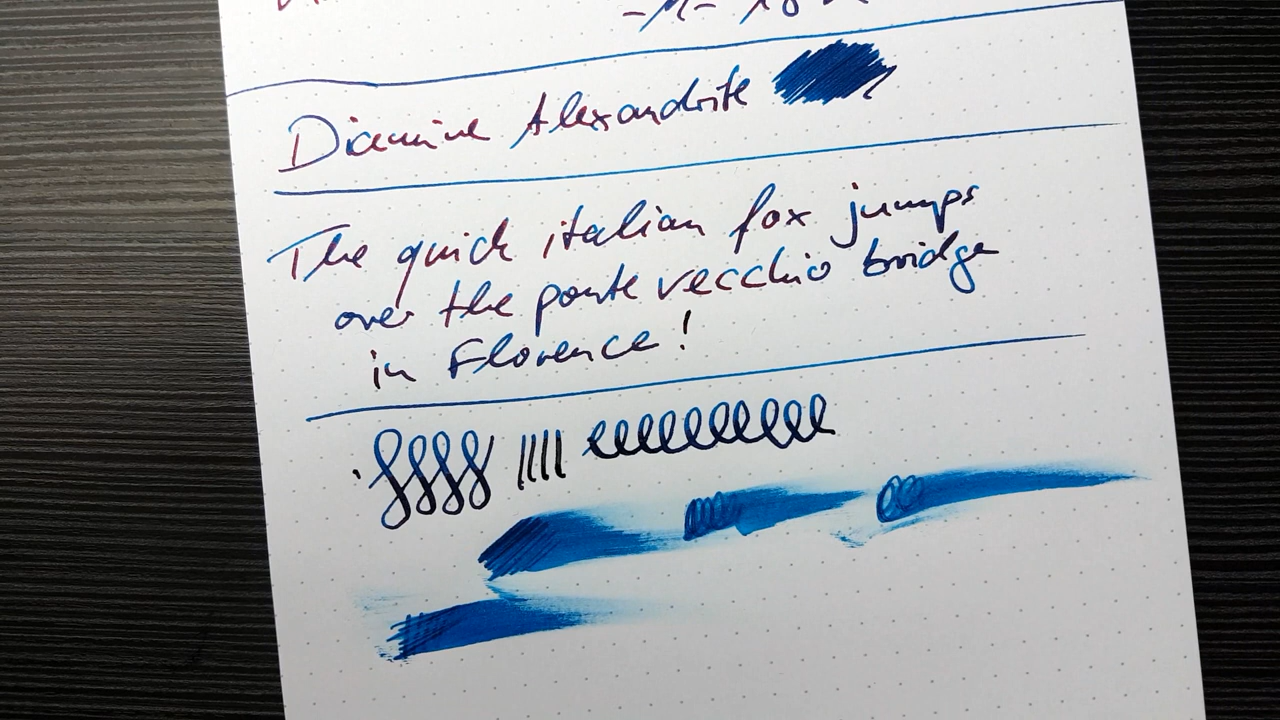 Diamine Alexandrite
The quick italian fox jumps
over the ponte vecchio bridge
in Florence!